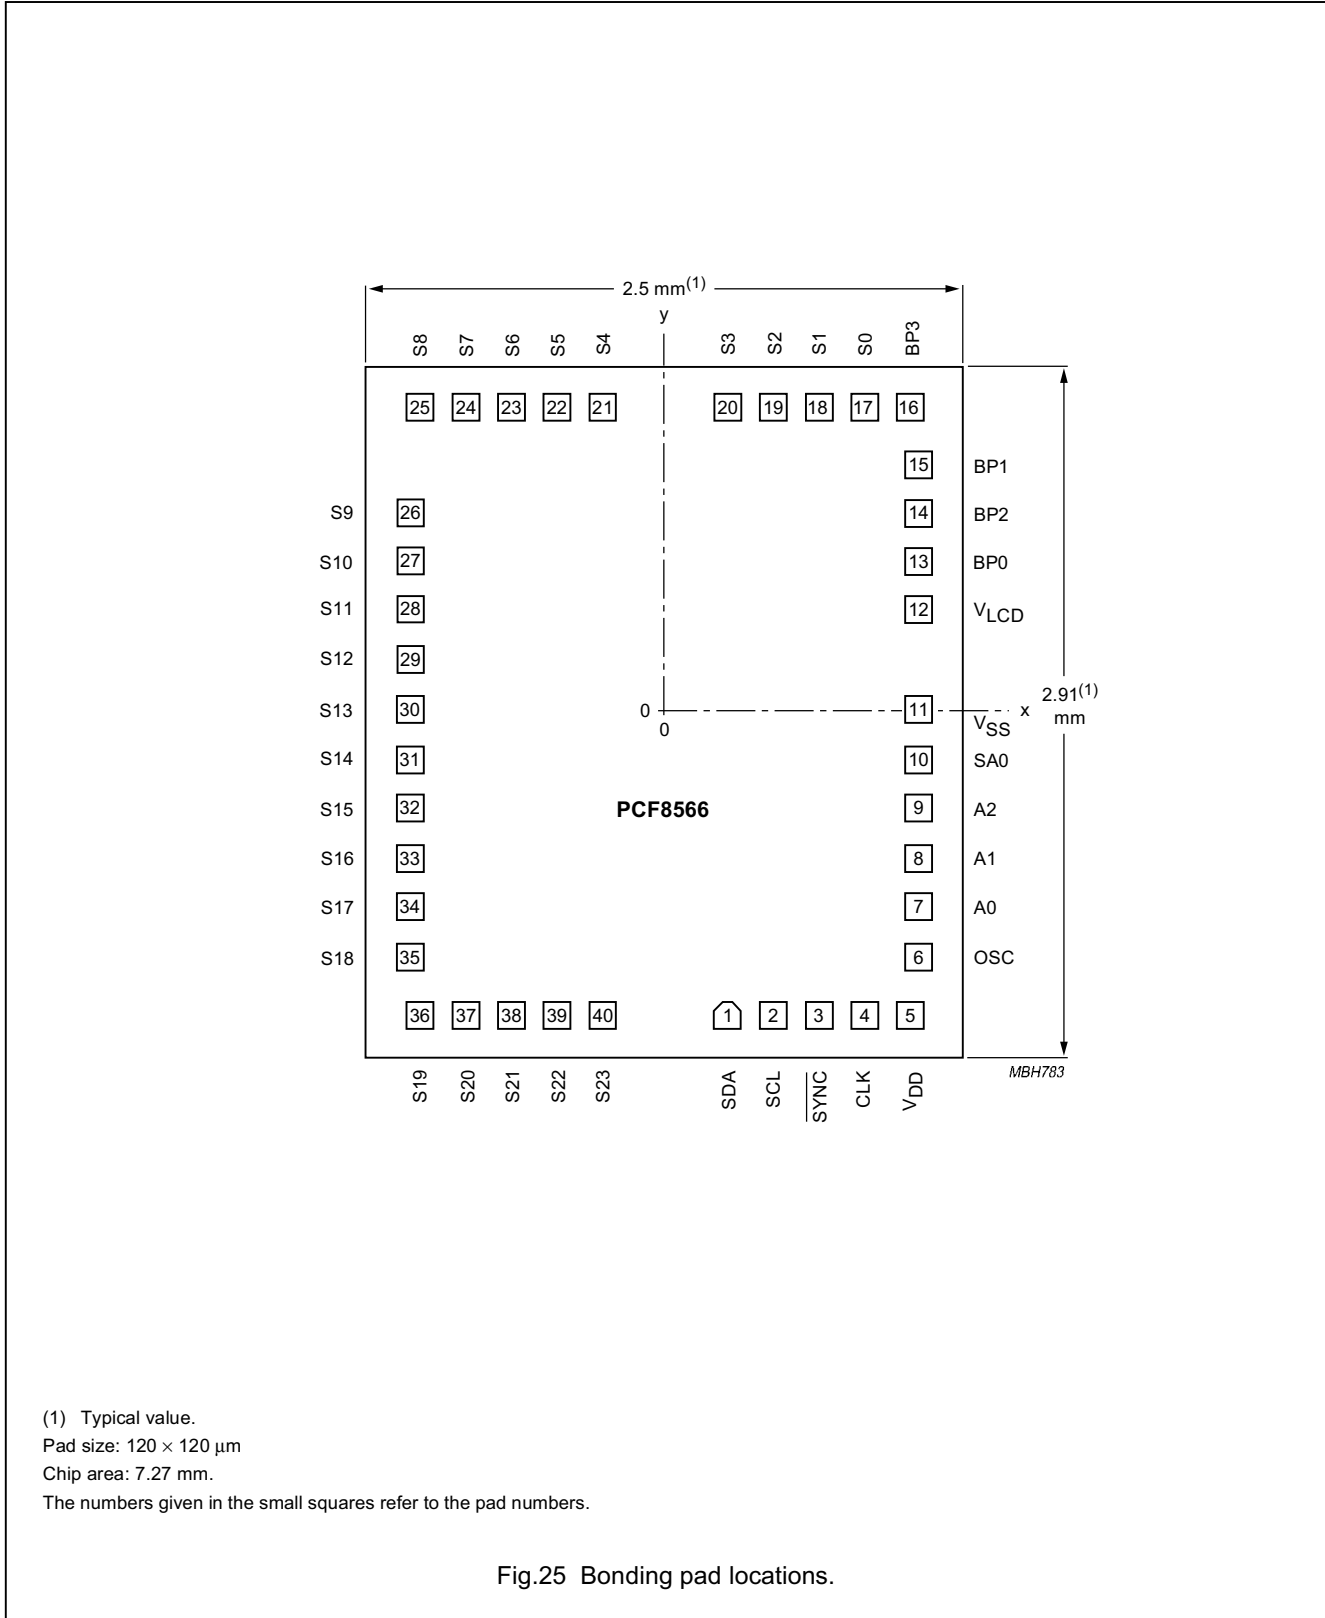 2.5 mm(1)
y
S8 S7 S6 S5 S4 S3 S2 S1 S0 BP3
25 24 23 22 21 20 19 18 17 16
15 BP1
S9 26 14 BP2
S10 27 13 BP0
S11 28 12 VLCD
S12 29
S13 30 0 0 11 VSS x 2.91(1) mm
S14 31 10 SA0
S15 32 PCF8566 9 A2
S16 33 8 A1
S17 34 7 A0
S18 35 6 OSC
36 37 38 39 40 1 2 3 4 5
S19 S20 S21 S22 S23 SDA SCL SYNC CLK VDD
MBH783
(1) Typical value.
Pad size: 120 × 120 µm
Chip area: 7.27 mm.
The numbers given in the small squares refer to the pad numbers.
Fig.25 Bonding pad locations.